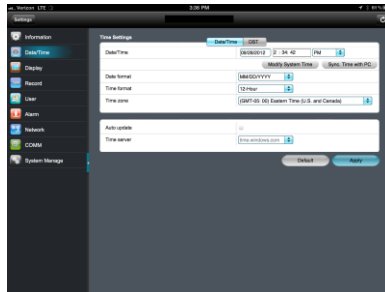 Verizon LTE 3:06 PM
Settings
Information
Date/Time
Display
Record
User
Alarm
Network
COMM
System Manage
Time Settings
Date/Time DST
Date/Time 09/09/2012 2 : 34: 42 PM
Modify System Time Sync. Time with PC
Date format MM/DD/YYYY
Time format 12-Hour
Time zone (GMT-05: 00) Eastern Time (U.S. and Canada)
Auto update
Time server time.windows.com
Default Apply